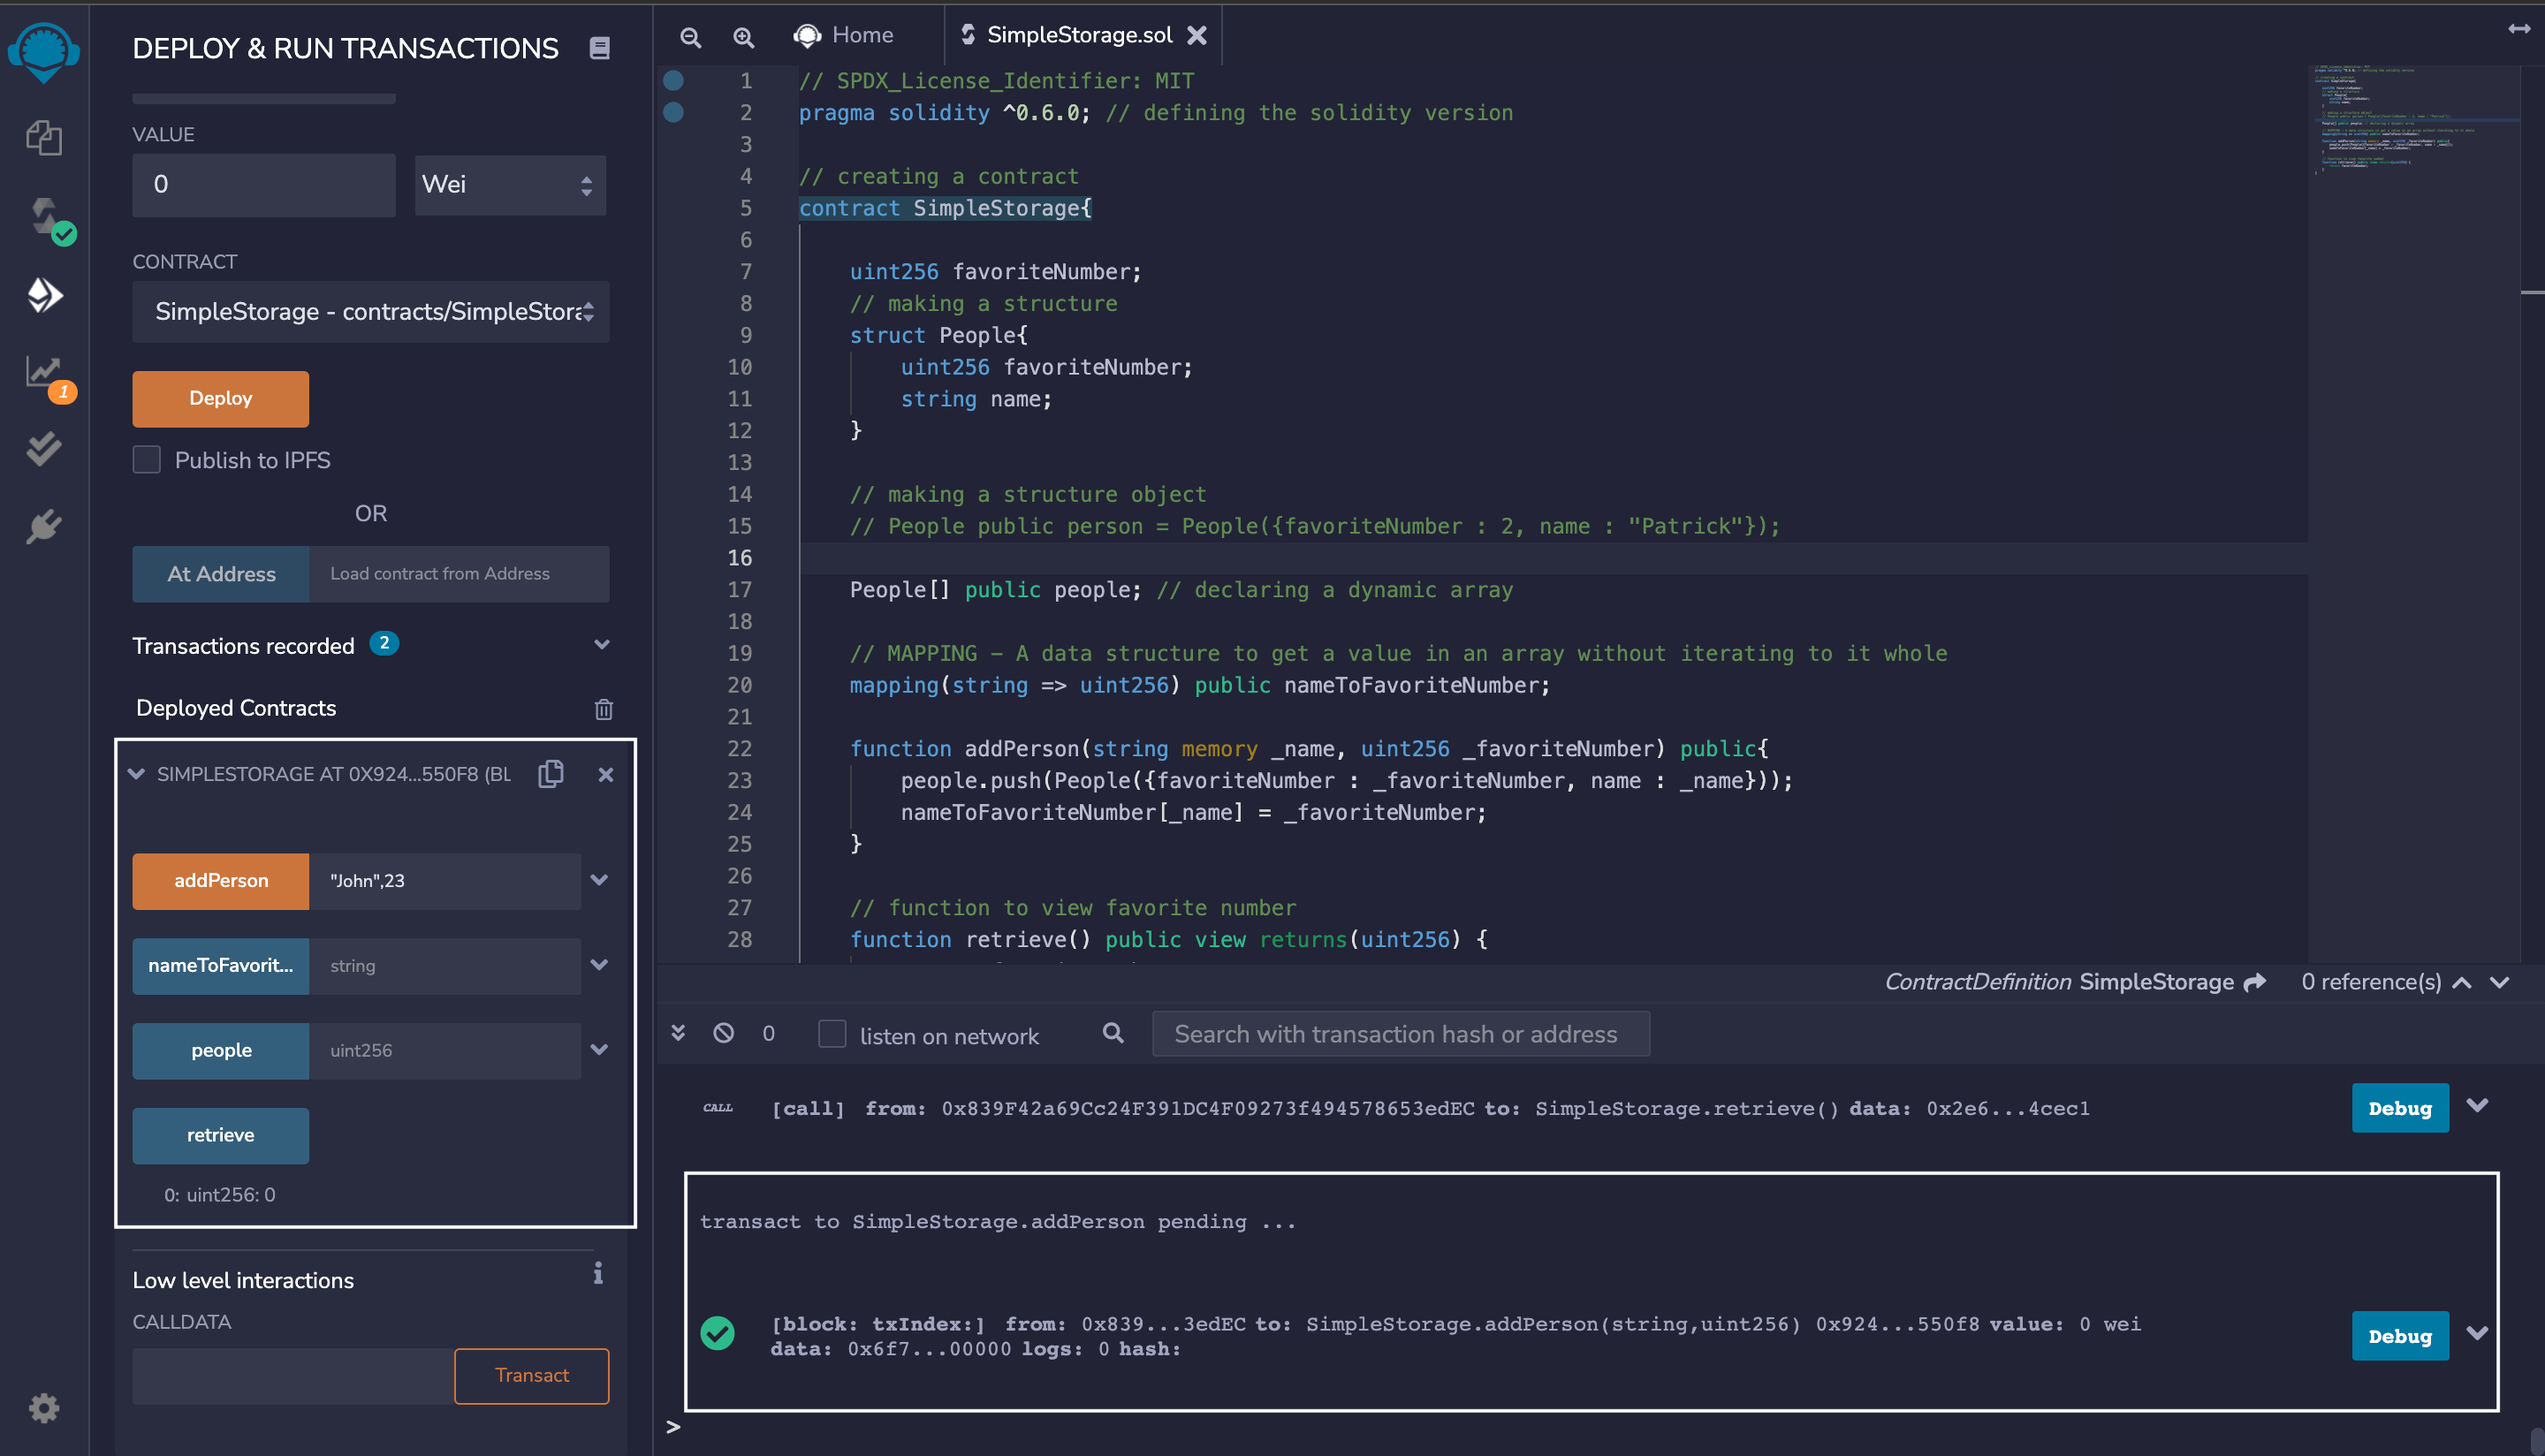 DEPLOY & RUN TRANSACTIONS
VALUE
0
Wei
CONTRACT
SimpleStorage - contracts/SimpleStora
Deploy
Publish to IPFS
OR
At Address
Load contract from Address
Transactions recorded 2
Deployed Contracts
SIMPLESTORAGE AT 0X924...550F8 (BL
addPerson
"John",23
nameToFavorit...
string
people
uint256
retrieve
0: uint256: 0
Low level interactions
i
CALLDATA
Transact
1
Home
SimpleStorage.sol
1 // SPDX_License_Identifier: MIT
2 pragma solidity ^0.6.0; // defining the solidity version
3
4 // creating a contract
5 contract SimpleStorage{
6
7 uint256 favoriteNumber;
8 // making a structure
9 struct People{
10 uint256 favoriteNumber;
11 string name;
12 }
13
14 // making a structure object
15 // People public person = People({favoriteNumber : 2, name : "Patrick"});
16
17 People[] public people; // declaring a dynamic array
18
19 // MAPPING - A data structure to get a value in an array without iterating to it whole
20 mapping(string => uint256) public nameToFavoriteNumber;
21
22 function addPerson(string memory _name, uint256 _favoriteNumber) public{
23 people.push(People({favoriteNumber : _favoriteNumber, name : _name}));
24 nameToFavoriteNumber[_name] = _favoriteNumber;
25 }
26
27 // function to view favorite number
28 function retrieve() public view returns(uint256) {
ContractDefinition SimpleStorage 0 reference(s)
0
listen on network
Search with transaction hash or address
CALL [call] from: 0x839F42a69Cc24F391DC4F09273f494578653edEC to: SimpleStorage.retrieve() data: 0x2e6...4cec1
Debug
transact to SimpleStorage.addPerson pending ...
[block: txIndex:] from: 0x839...3edEC to: SimpleStorage.addPerson(string,uint256) 0x924...550f8 value: 0 wei
data: 0x6f7...00000 logs: 0 hash:
Debug
>